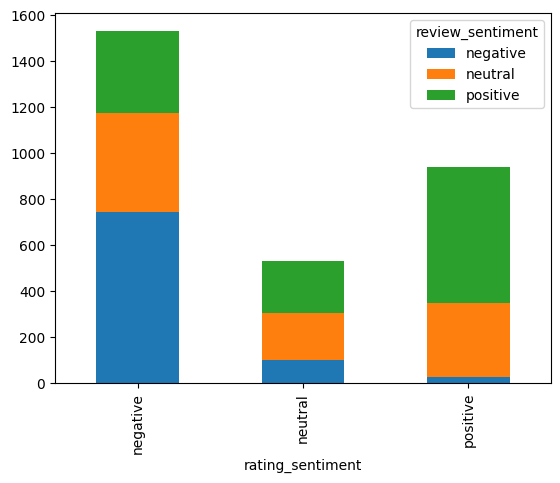 1600
1400
1200
1000
800
600
400
200
0
review_sentiment
negative
neutral
positive
negative
neutral
positive
rating_sentiment